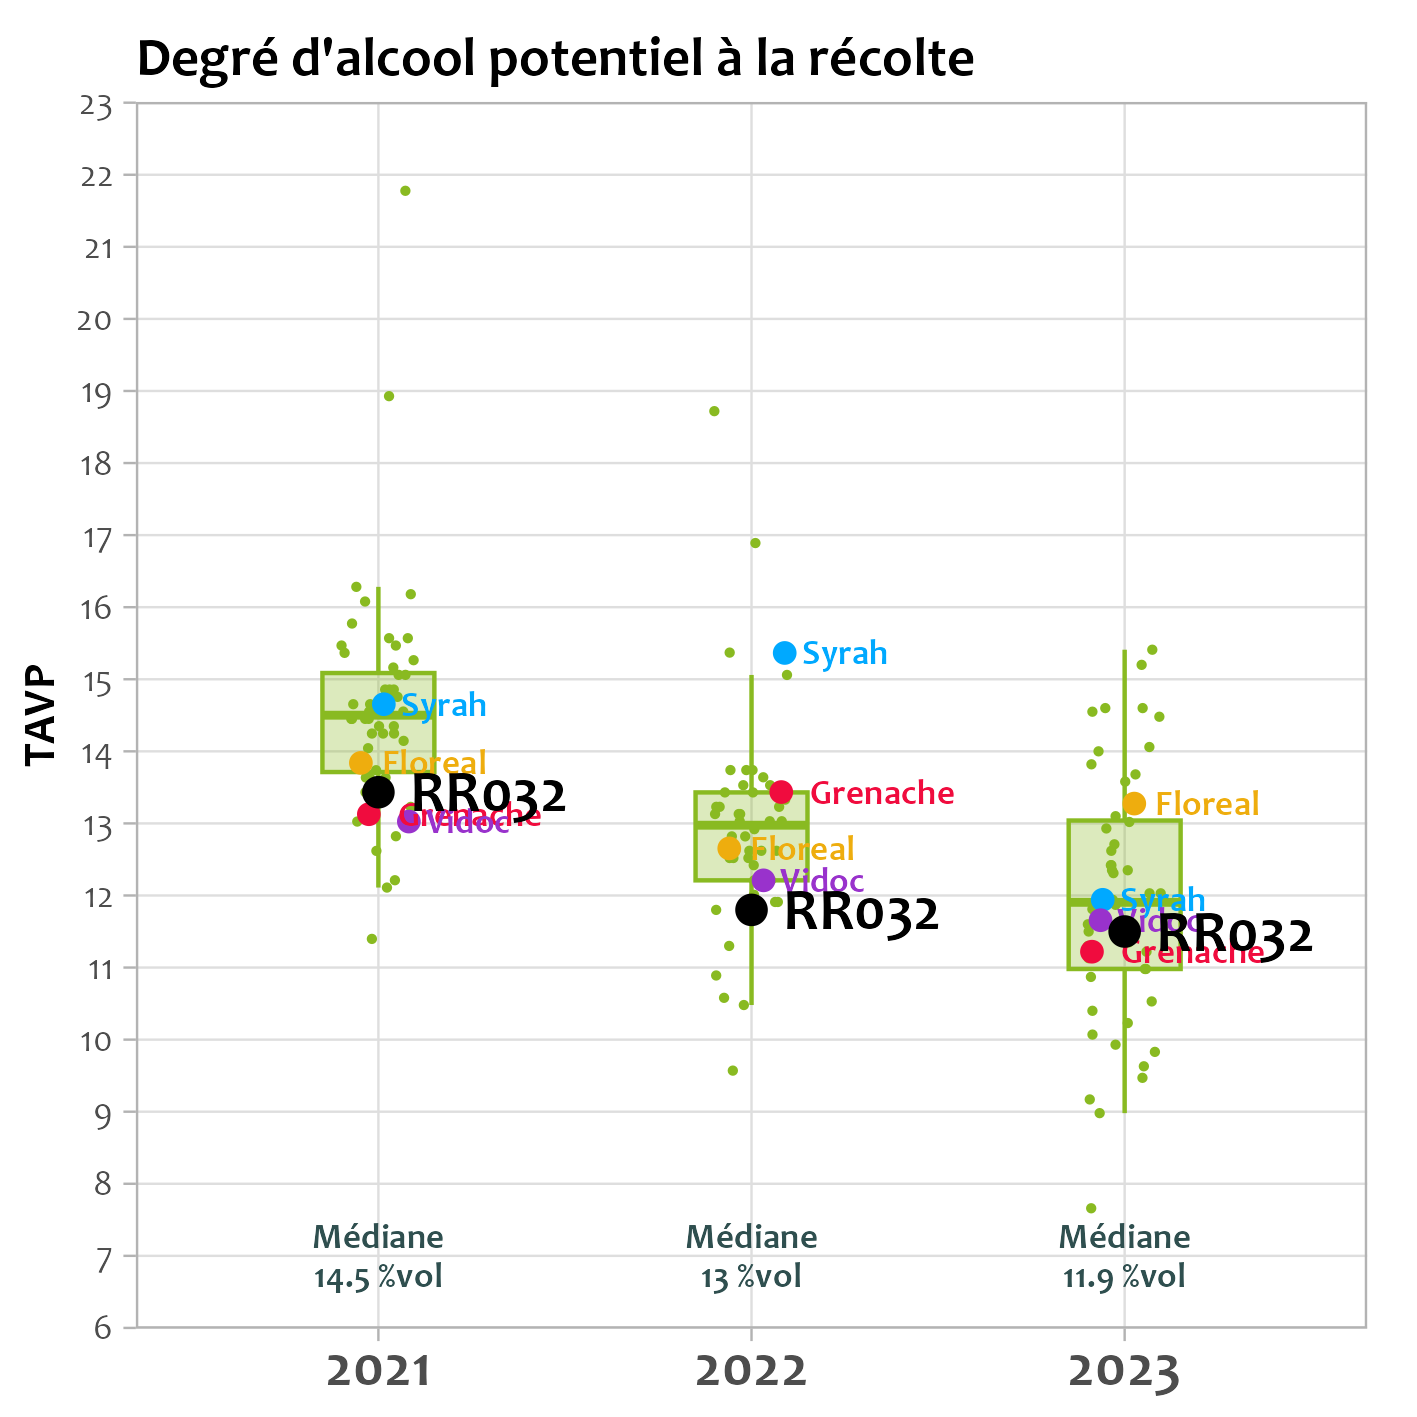 Degré d'alcool potentiel à la récolte
TAVP
23
22
21
20
19
18
17
16
15
14
13
12
11
10
9
8
7
6
Syrah
Floreal
RR032
Grenache
Vidoc
Syrah
Grenache
Floreal
Vidoc
RR032
Floreal
Syrah
Vidoc
RR032
Grenache
Médiane
14.5 %vol
Médiane
13 %vol
Médiane
11.9 %vol
2021
2022
2023